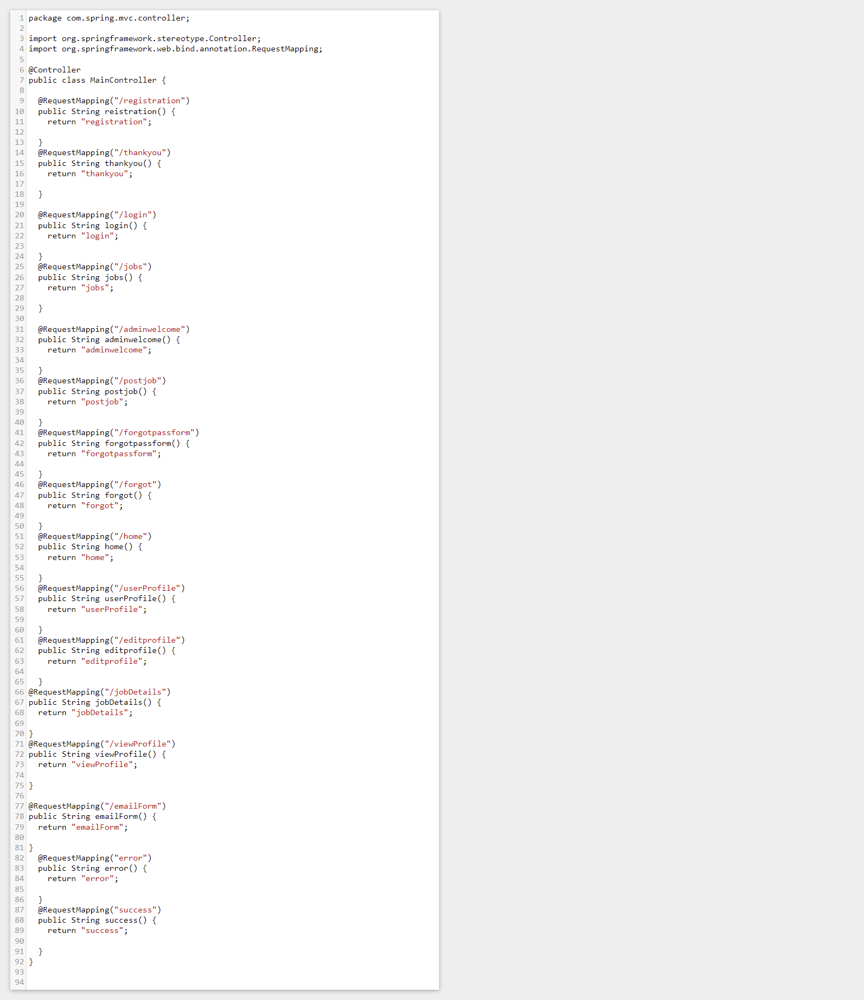 1 package com.spring.mvc.controller;
2
3 import org.springframework.stereotype.Controller;
4 import org.springframework.web.bind.annotation.RequestMapping;
5
6 @Controller
7 public class MainController {
8
9   @RequestMapping("/registration")
10   public String reistration() {
11     return "registration";
12
13   }
14   @RequestMapping("/thankyou")
15   public String thankyou() {
16     return "thankyou";
17
18   }
19
20   @RequestMapping("/login")
21   public String login() {
22     return "login";
23
24   }
25   @RequestMapping("/jobs")
26   public String jobs() {
27     return "jobs";
28
29   }
30
31   @RequestMapping("/adminwelcome")
32   public String adminwelcome() {
33     return "adminwelcome";
34
35   }
36   @RequestMapping("/postjob")
37   public String postjob() {
38     return "postjob";
39
40   }
41   @RequestMapping("/forgotpassform")
42   public String forgotpassform() {
43     return "forgotpassform";
44
45   }
46   @RequestMapping("/forgot")
47   public String forgot() {
48     return "forgot";
49
50   }
51   @RequestMapping("/home")
52   public String home() {
53     return "home";
54
55   }
56   @RequestMapping("/userProfile")
57   public String userProfile() {
58     return "userProfile";
59
60   }
61   @RequestMapping("/editprofile")
62   public String editprofile() {
63     return "editprofile";
64
65   }
66 @RequestMapping("/jobDetails")
67 public String jobDetails() {
68   return "jobDetails";
69
70 }
71 @RequestMapping("/viewProfile")
72 public String viewProfile() {
73   return "viewProfile";
74
75 }
76
77 @RequestMapping("/emailForm")
78 public String emailForm() {
79   return "emailForm";
80
81 }
82   @RequestMapping("error")
83   public String error() {
84     return "error";
85
86   }
87   @RequestMapping("success")
88   public String success() {
89     return "success";
90
91   }
92 }
93
94